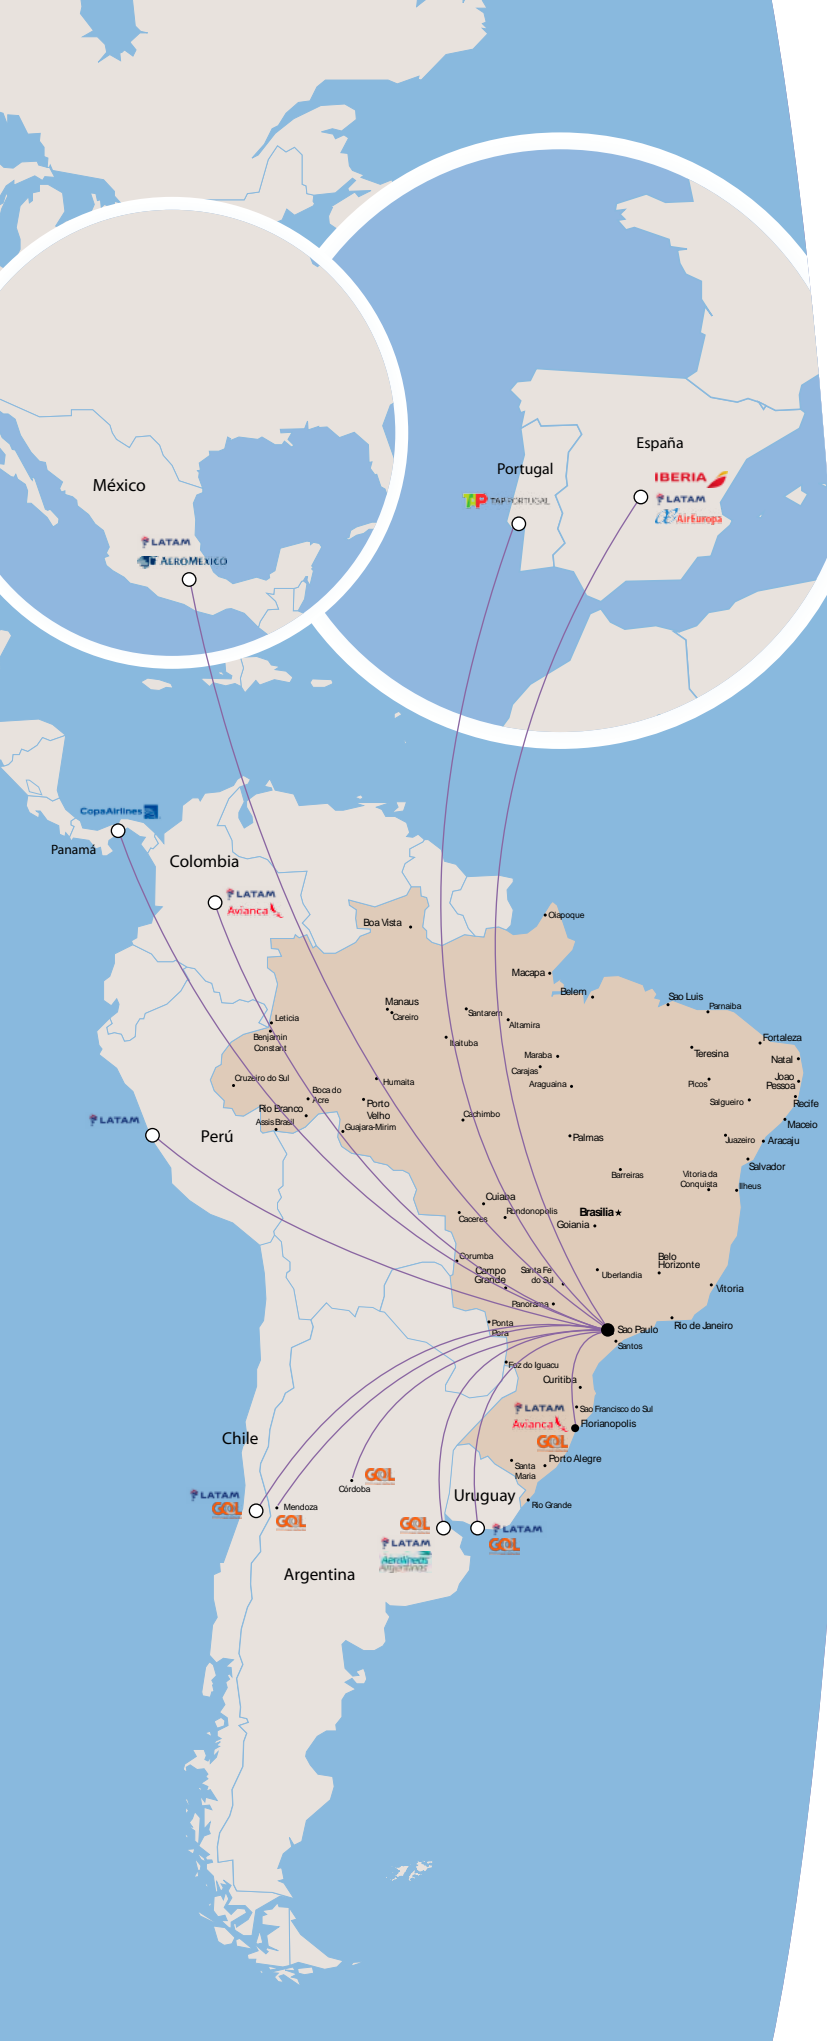 España
Portugal
IBERIA
México
LATAM
TAP PORTUGAL
AirEuropa
LATAM
AEROMEXICO
CopaAirlines
Panamá
Colombia
LATAM
Avianca
Boa Vista
Oiapoque
Macapa
Belem
Sao Luis
Parnaiba
Manaus
Careiro
Santarem
Altamira
Leticia
Benjamin
Constant
Itaituba
Fortaleza
Teresina
Natal
Maraba
Carajas
Araguaina
Picos
Joao
Pessoa
Cruzeiro do Sul
Humaita
Boca do
Acre
Porto
Velho
Rio Branco
Salgueiro
Recife
LATAM
Assis Brasil
Guajara-Mirim
Cachimbo
Maceio
Perú
Palmas
Juazeiro
Aracaju
Salvador
Barreiras
Vitoria da
Conquista
Ilheus
Cuiaba
Caceres
Rondonopolis
Brasilia
Goiania
Corumba
Belo
Horizonte
Campo
Grande
Santa Fe
do Sul
Uberlandia
Vitoria
Panorama
Ponta
Pora
Sao Paulo
Rio de Janeiro
Santos
Foz do Iguacu
Curitiba
LATAM
Sao Francisco do Sul
Avianca
Florianopolis
GOL
Chile
Porto Alegre
Santa
Maria
GOL
Córdoba
LATAM
GOL
Mendoza
GOL
Uruguay
Rio Grande
GOL
LATAM
LATAM
GOL
Aerolíneas
Argentinas
Argentina